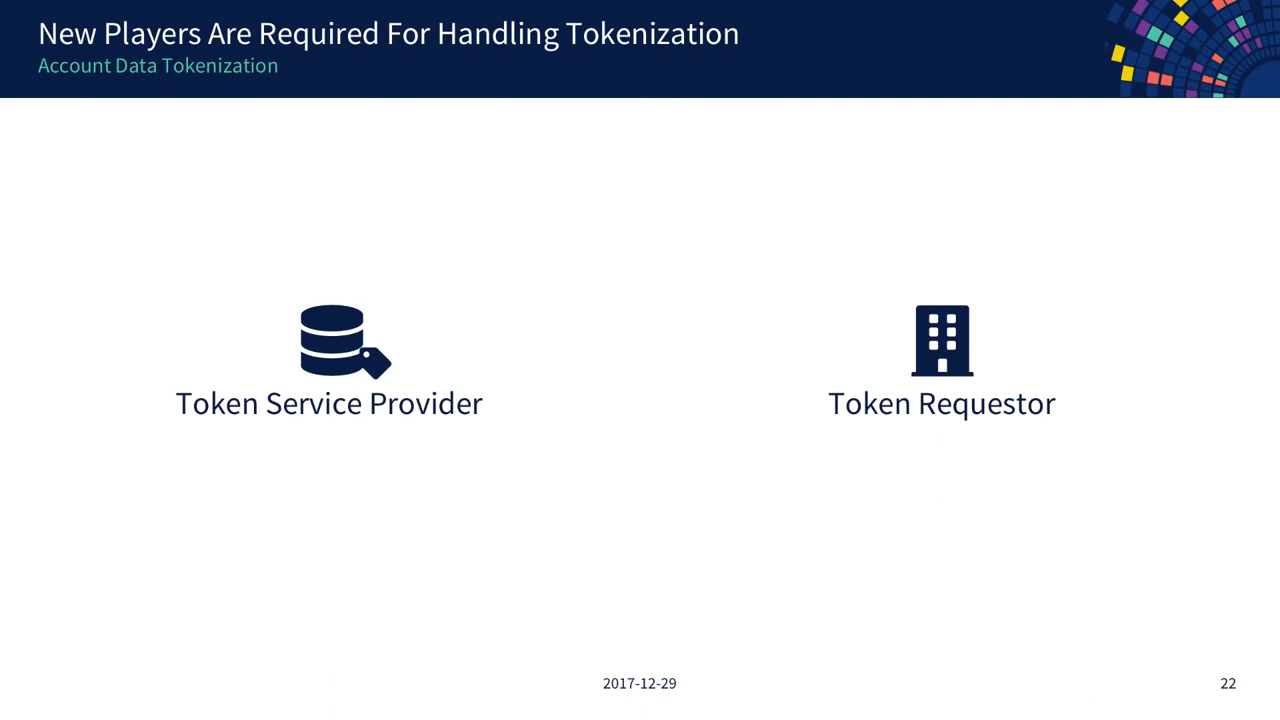 New Players Are Required For Handling Tokenization
Account Data Tokenization
Token Service Provider
Token Requestor
2017-12-29
22